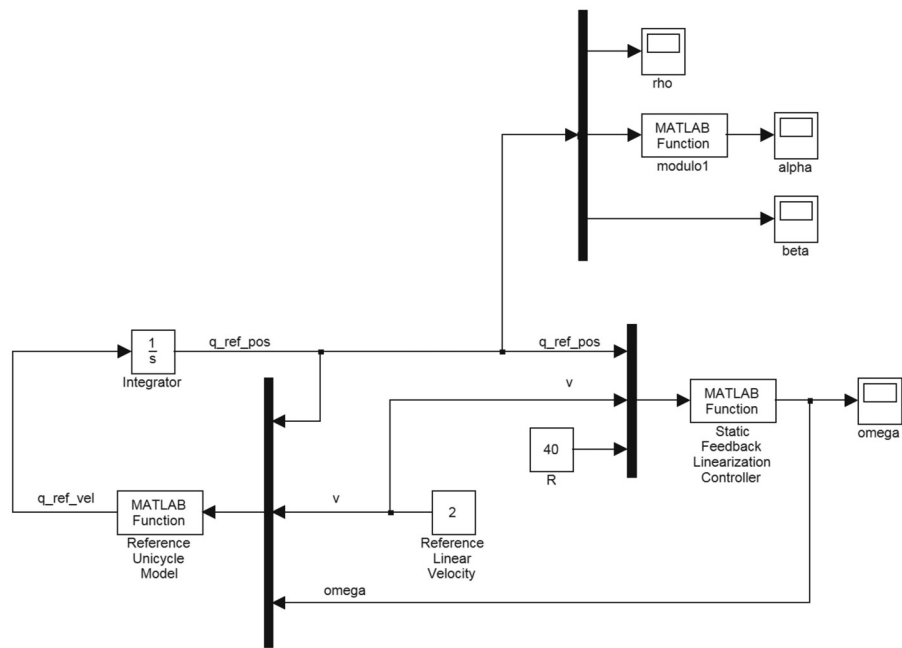 rho
MATLAB
Function
modulo1
alpha
beta
1
s
Integrator
q_ref_pos
q_ref_pos
v
MATLAB
Function
Static
Feedback
Linearization
Controller
omega
40
R
q_ref_vel
MATLAB
Function
Reference
Unicycle
Model
v
2
Reference
Linear
Velocity
omega